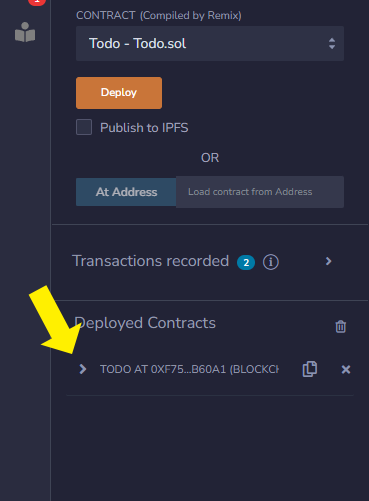 1
CONTRACT (Compiled by Remix)
Todo - Todo.sol
Deploy
Publish to IPFS
OR
At Address Load contract from Address
Transactions recorded 2 i
Deployed Contracts
TODO AT 0XF75...B60A1 (BLOCKCH